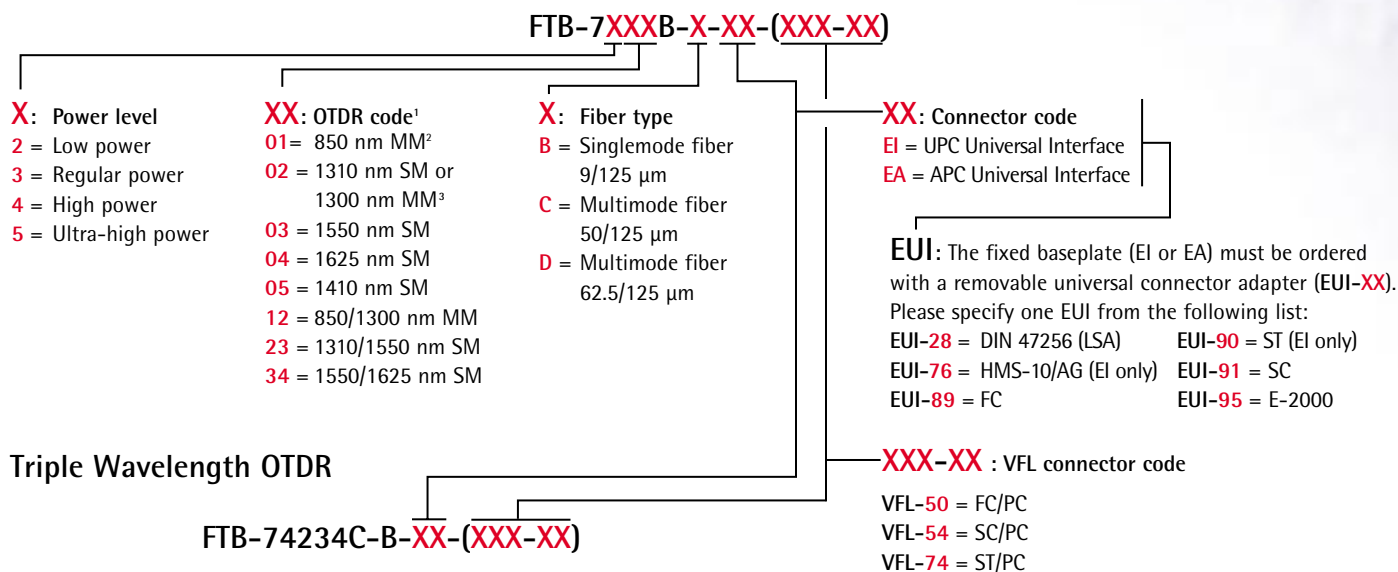 FTB-7XXXB-X-XX-(XXX-XX)
X: Power level
2 = Low power
3 = Regular power
4 = High power
5 = Ultra-high power
XX: OTDR code¹
01= 850 nm MM²
02 = 1310 nm SM or
1300 nm MM³
03 = 1550 nm SM
04 = 1625 nm SM
05 = 1410 nm SM
12 = 850/1300 nm MM
23 = 1310/1550 nm SM
34 = 1550/1625 nm SM
X: Fiber type
B = Singlemode fiber
9/125 µm
C = Multimode fiber
50/125 µm
D = Multimode fiber
62.5/125 µm
XX: Connector code
EI = UPC Universal Interface
EA = APC Universal Interface
EUI: The fixed baseplate (EI or EA) must be ordered
with a removable universal connector adapter (EUI-XX).
Please specify one EUI from the following list:
EUI-28 = DIN 47256 (LSA) EUI-90 = ST (EI only)
EUI-76 = HMS-10/AG (EI only) EUI-91 = SC
EUI-89 = FC EUI-95 = E-2000
Triple Wavelength OTDR
FTB-74234C-B-XX-(XXX-XX)
XXX-XX : VFL connector code
VFL-50 = FC/PC
VFL-54 = SC/PC
VFL-74 = ST/PC